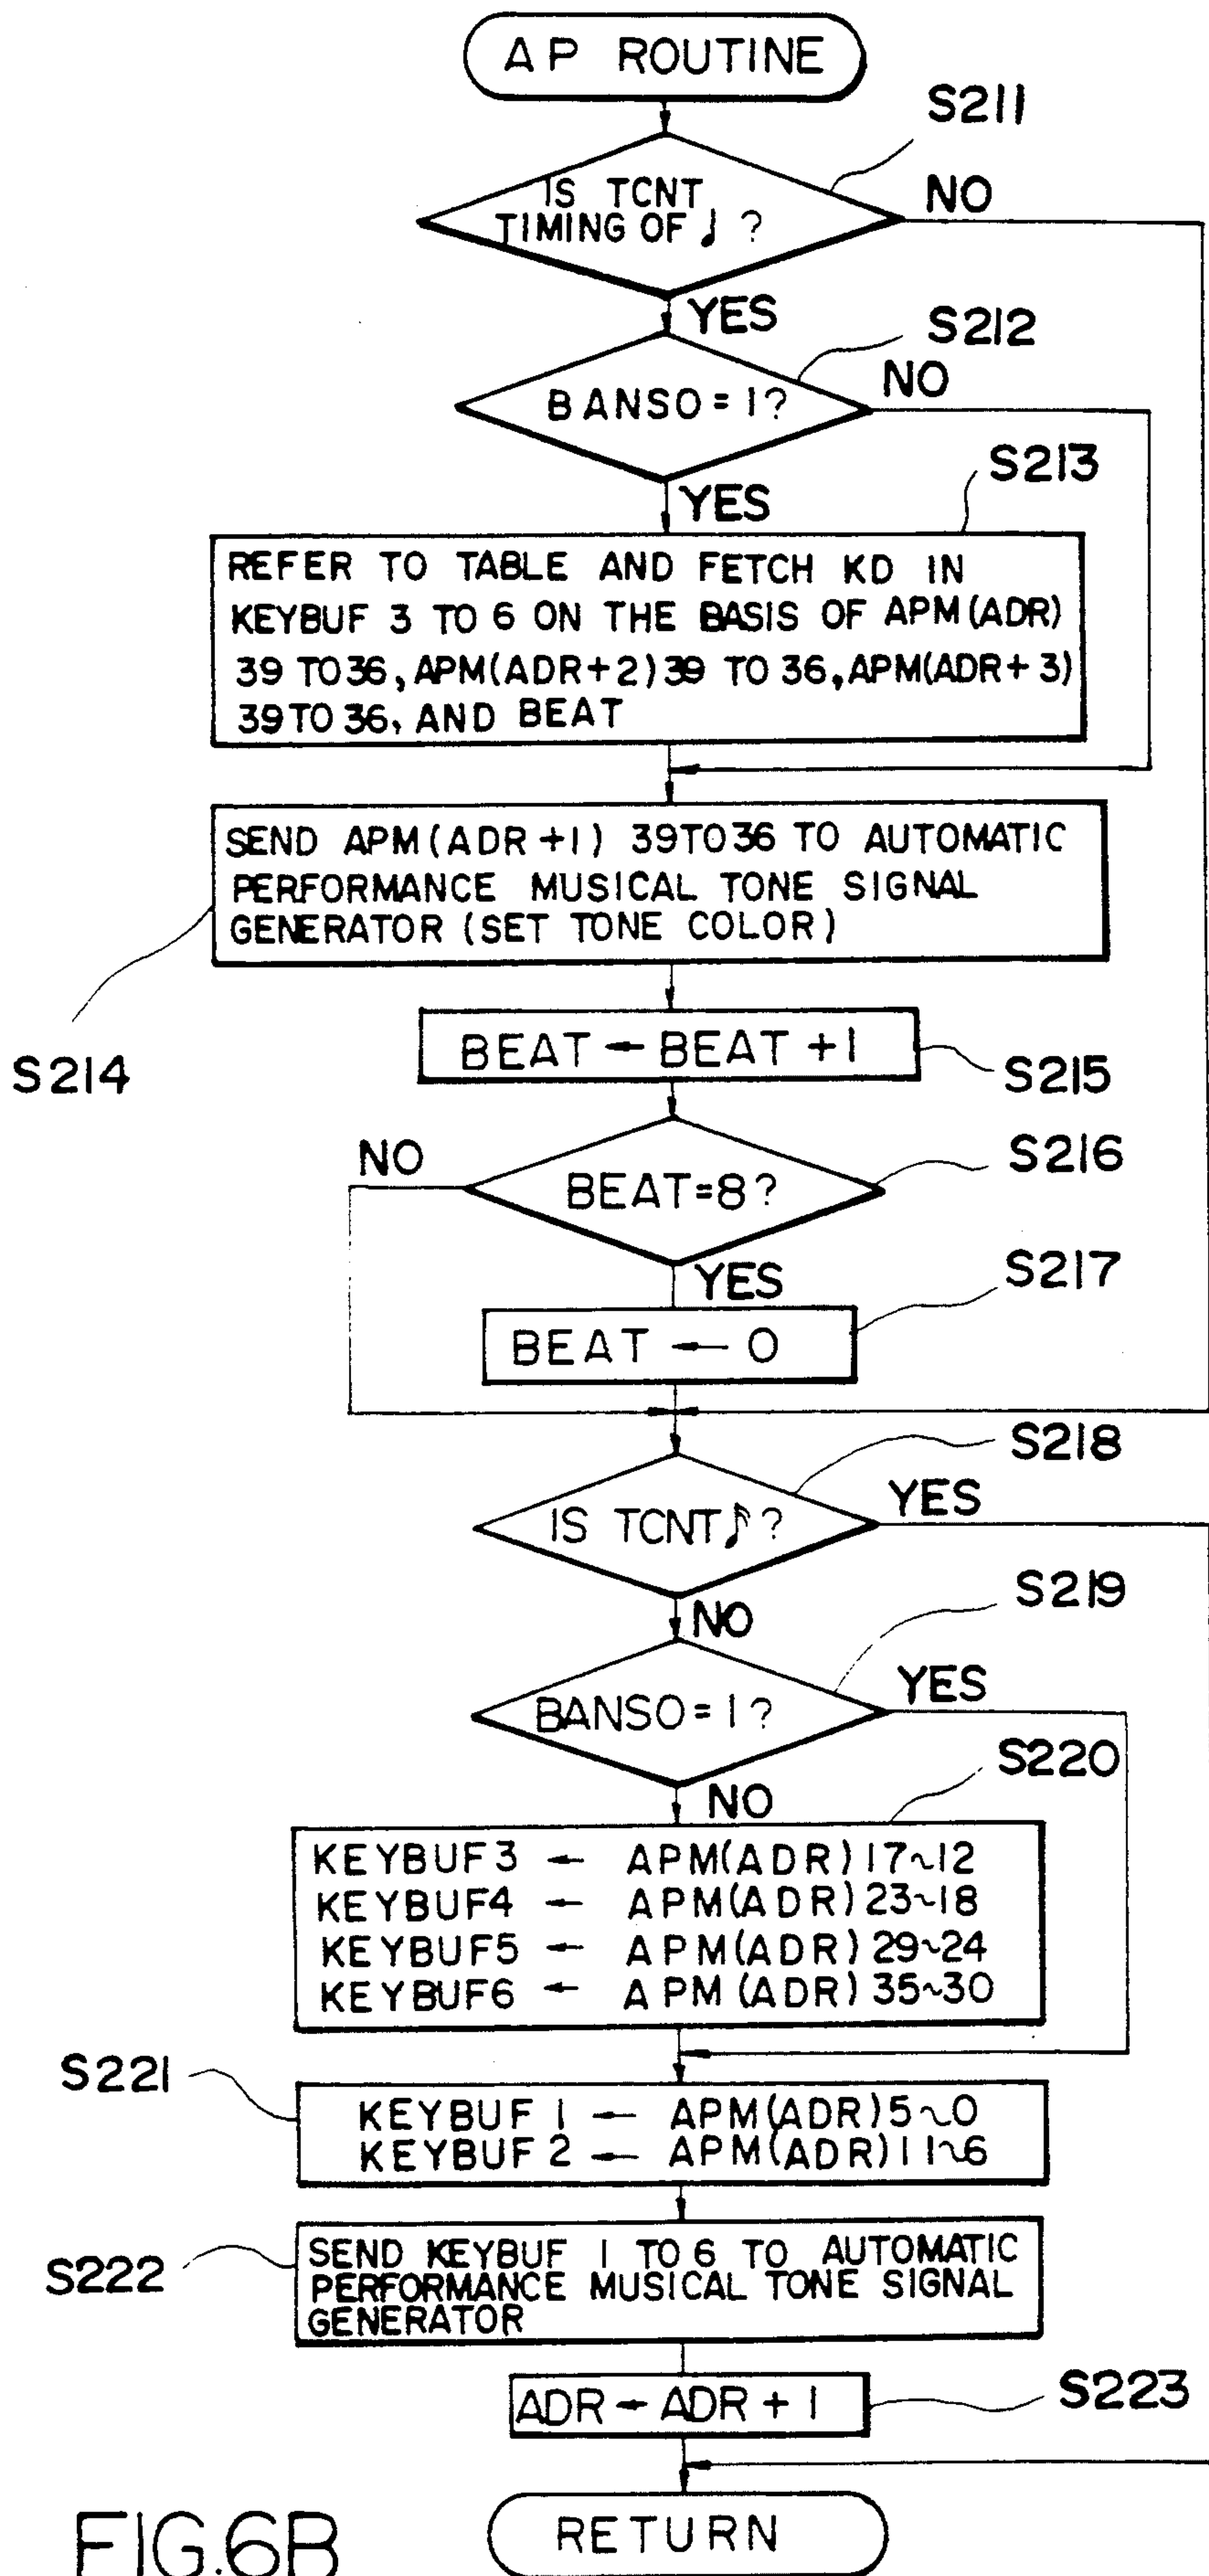 AP ROUTINE
S211
IS TCNT
TIMING OF ♩ ?
NO
YES
S212
BANSO = 1?
NO
YES
S213
REFER TO TABLE AND FETCH KD IN
KEYBUF 3 TO 6 ON THE BASIS OF APM(ADR)
39 TO 36, APM(ADR+2) 39 TO 36, APM(ADR+3)
39 TO 36, AND BEAT
SEND APM(ADR+1) 39 TO 36 TO AUTOMATIC
PERFORMANCE MUSICAL TONE SIGNAL
GENERATOR (SET TONE COLOR)
S214
BEAT ← BEAT +1
S215
NO
BEAT=8?
S216
YES
S217
BEAT ← 0
S218
IS TCNT 𝅘𝅥𝅯 ?
YES
NO
S219
BANSO = 1?
YES
S220
NO
KEYBUF3 ← APM(ADR) 17~12
KEYBUF4 ← APM(ADR) 23~18
KEYBUF5 ← APM(ADR) 29~24
KEYBUF6 ← APM(ADR) 35~30
S221
KEYBUF 1 ← APM(ADR) 5~0
KEYBUF 2 ← APM(ADR) 11~6
S222
SEND KEYBUF 1 TO 6 TO AUTOMATIC
PERFORMANCE MUSICAL TONE SIGNAL
GENERATOR
ADR ← ADR + 1
S223
RETURN
FIG.6B